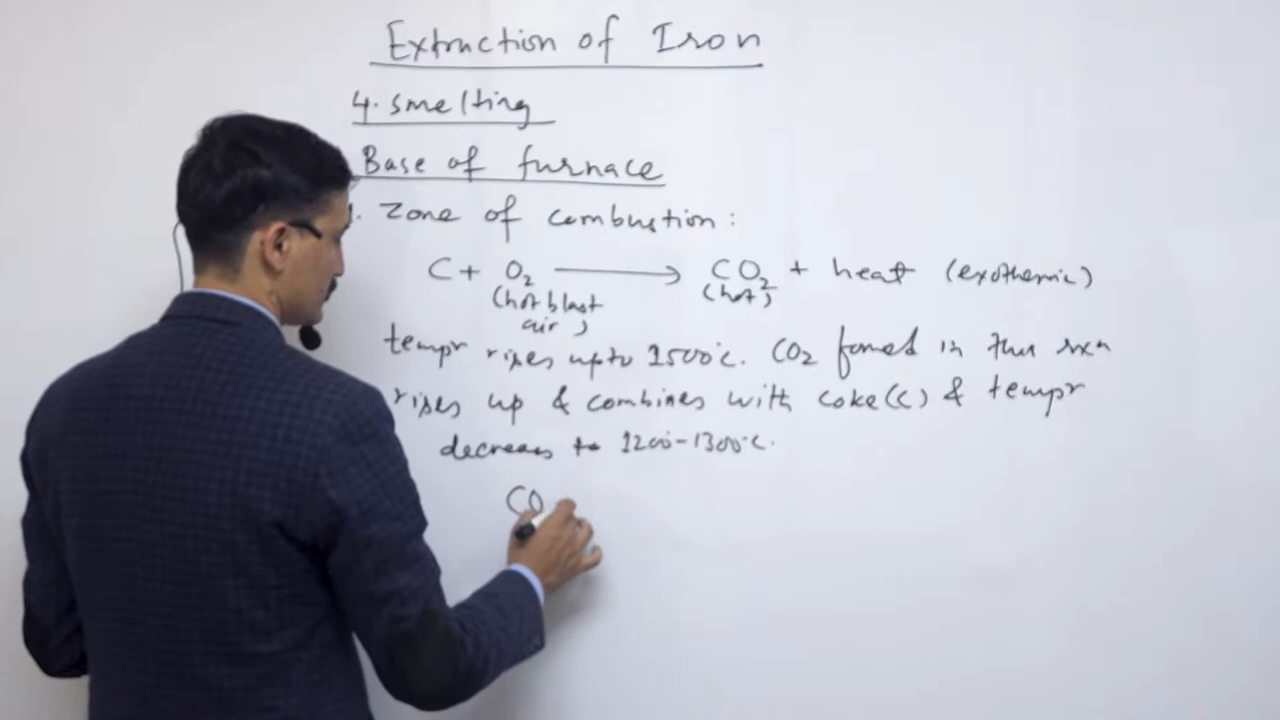 Extraction of Iron
4. smelting
Base of furnace
1. Zone of combustion:
C + O₂ ⟶ CO₂ + heat (exothermic)
(hot blast air) (hot)
tempr rises upto 1500°c. CO₂ formed in this rxn
rises up & combines with coke(C) & tempr
decreases to 1200-1300°c.
CO